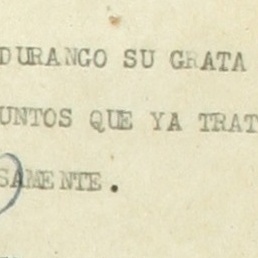 DURANGO SU GRATA
UNTOS QUE YA TRAT
SAMENTE.